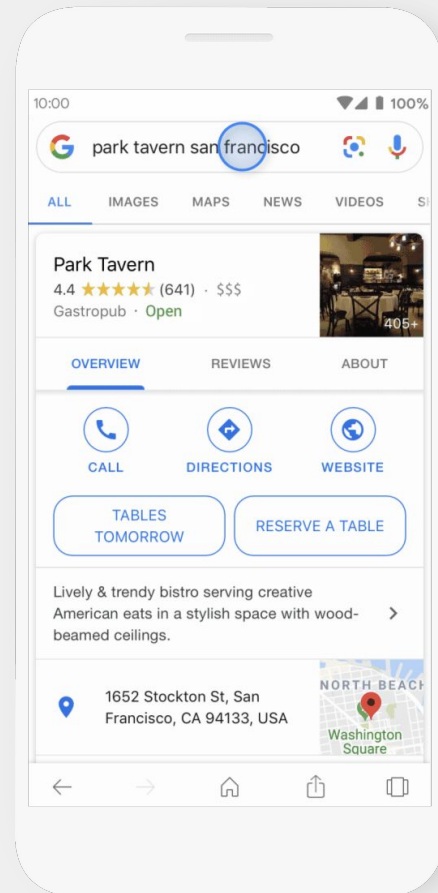 10:00 100%
park tavern san francisco
ALL IMAGES MAPS NEWS VIDEOS
Park Tavern
4.4 (641) · $$$
Gastropub · Open
405+
OVERVIEW REVIEWS ABOUT
CALL DIRECTIONS WEBSITE
TABLES
TOMORROW
RESERVE A TABLE
Lively & trendy bistro serving creative
American eats in a stylish space with wood-
beamed ceilings.
1652 Stockton St, San
Francisco, CA 94133, USA
NORTH BEACH
Washington
Square